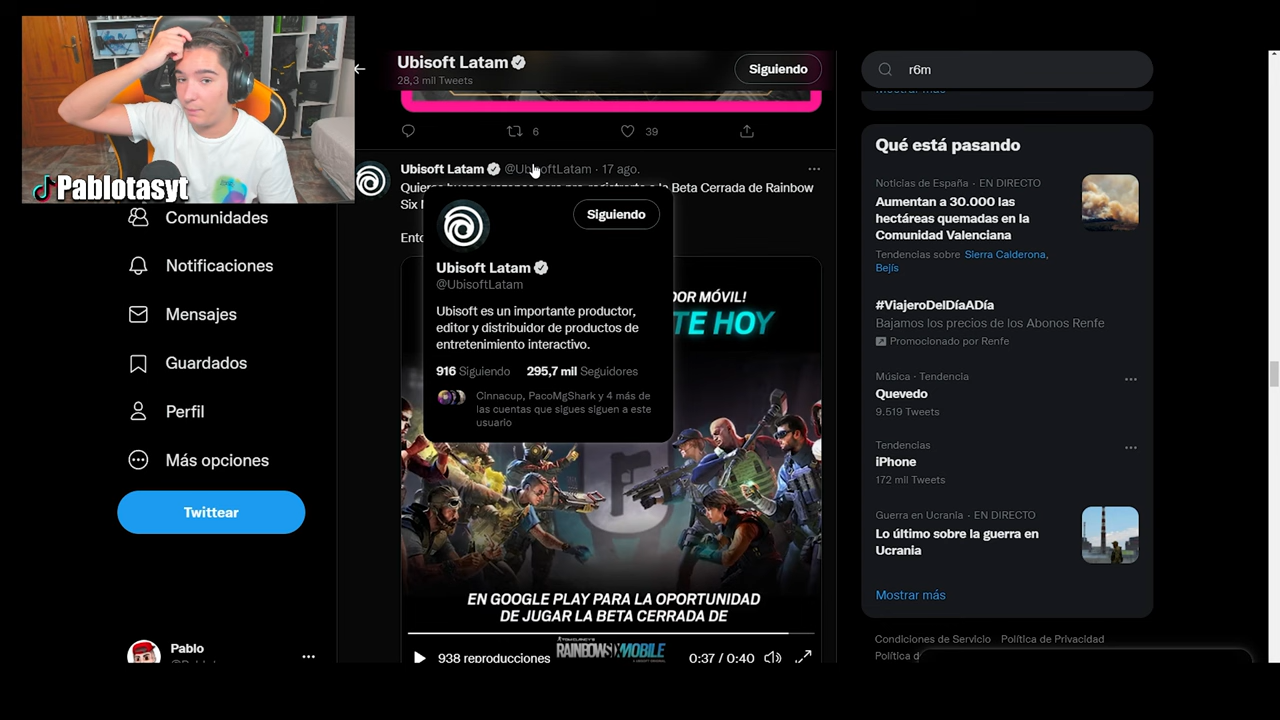 Pablotasyt
Comunidades
Notificaciones
Mensajes
Guardados
Perfil
Más opciones
Twittear
Pablo
Ubisoft Latam
28,3 mil Tweets
Siguiendo
6
39
Ubisoft Latam @UbisoftLatam · 17 ago.
Beta Cerrada de Rainbow
Six
Siguiendo
Ubisoft Latam
@UbisoftLatam
Ubisoft es un importante productor,
editor y distribuidor de productos de
entretenimiento interactivo.
916 Siguiendo 295,7 mil Seguidores
CInnacup, PacoMgShark y 4 más de
las cuentas que sigues siguen a este
usuario
MÓVIL!
HOY
EN GOOGLE PLAY PARA LA OPORTUNIDAD
DE JUGAR LA BETA CERRADA DE
RAINBOW SIX MOBILE
938 reproducciones
0:37 / 0:40
r6m
Qué está pasando
Noticias de España · EN DIRECTO
Aumentan a 30.000 las
hectáreas quemadas en la
Comunidad Valenciana
Tendencias sobre Sierra Calderona,
Bejís
#ViajeroDelDíaADía
Bajamos los precios de los Abonos Renfe
Promocionado por Renfe
Música · Tendencia
Quevedo
9.519 Tweets
Tendencias
iPhone
172 mil Tweets
Guerra en Ucrania · EN DIRECTO
Lo último sobre la guerra en
Ucrania
Mostrar más
Condiciones de Servicio Política de Privacidad